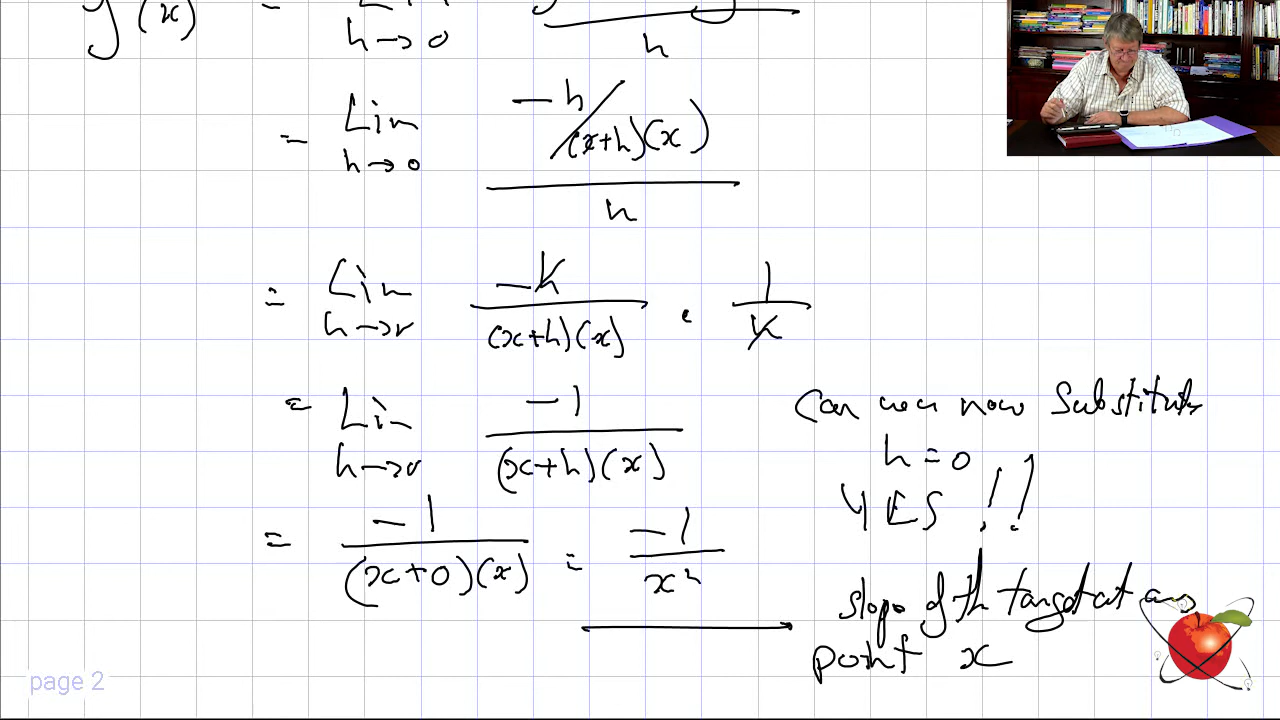 (x) =
h→0 h
= Lim -h/(x+h)(x)
h→0 h
= Lim -h/(x+h)(x) . 1/h
h→0
= Lim -1/(x+h)(x) Can we now Substitute
h→0 h = 0
YES !!
= -1/(x+0)(x) = -1/x²
slope of the tangent at any
point x
page 2